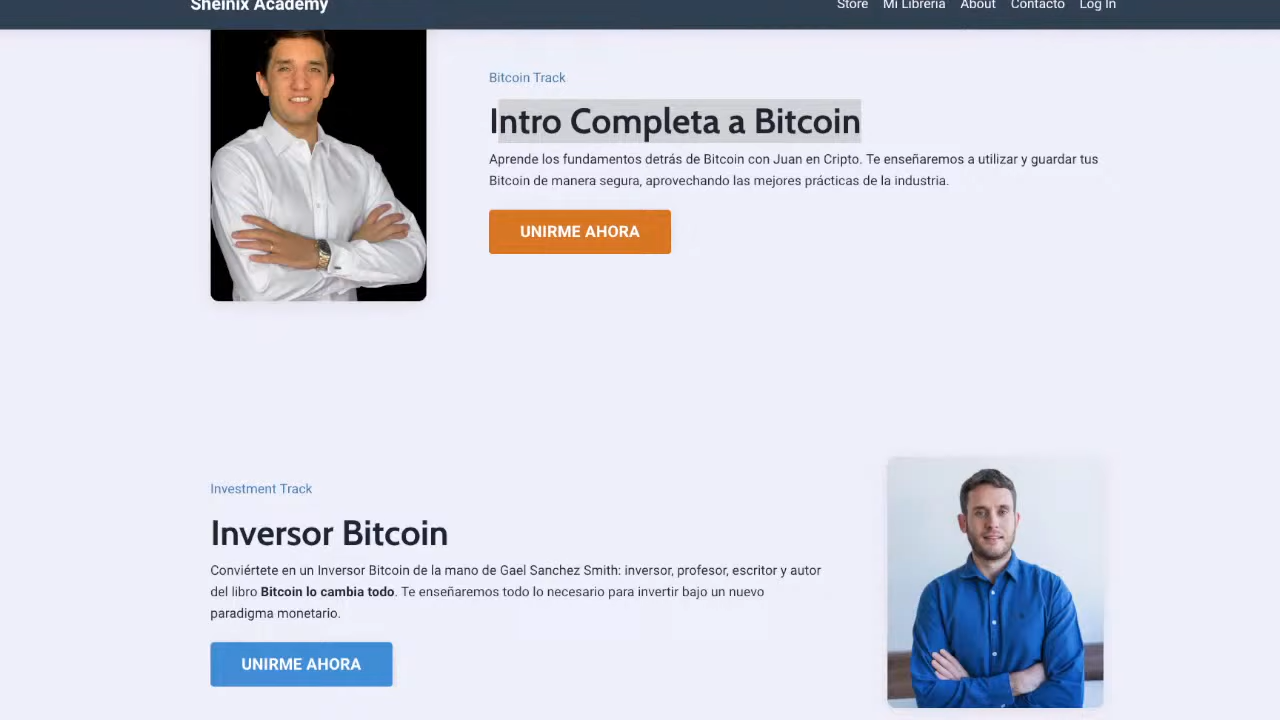 Sheinix Academy
Store Mi Librería About Contacto Log In
Bitcoin Track
Intro Completa a Bitcoin
Aprende los fundamentos detrás de Bitcoin con Juan en Cripto. Te enseñaremos a utilizar y guardar tus
Bitcoin de manera segura, aprovechando las mejores prácticas de la industria.
UNIRME AHORA
Investment Track
Inversor Bitcoin
Conviértete en un Inversor Bitcoin de la mano de Gael Sanchez Smith: inversor, profesor, escritor y autor
del libro Bitcoin lo cambia todo. Te enseñaremos todo lo necesario para invertir bajo un nuevo
paradigma monetario.
UNIRME AHORA